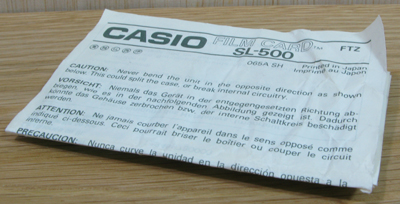 CASIO FILM CARD™ FTZ
SL-500
065A SH Printed in Japan
Imprimé au Japon
CAUTION: Never bend the unit in the opposite direction as shown
below. This could split the case, or break internal circuitry.
VORSICHT: Niemals das Gerät in der entgegengesetzten Richtung ab-
biegen, wie es in der nachfolgenden Abbildung gezeigt ist. Dadurch
könnte das Gehäuse zerbrochen bzw. der interne Schaltkreis beschädigt
werden.
ATTENTION: Ne jamais courber l'appareil dans le sens opposé comme
indiqué ci-dessous. Ceci pourrait briser le boîtier ou couper le circuit
interne.
PRECAUCION: Nunca curve la unidad en la dirección opuesta a la